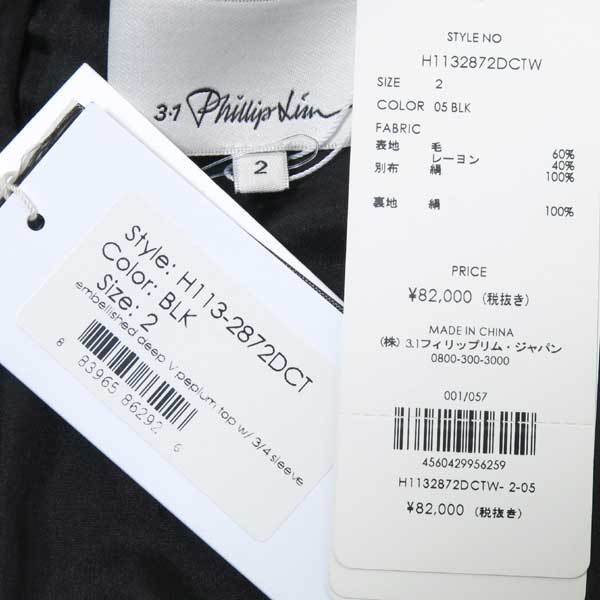 3.1 Phillip Lim
2
Style: H113-2872DCT
Color: BLK
Size: 2
embellished deep V peplum top w/ 3/4 sleeve
8 83965 86292 6
STYLE NO
H1132872DCTW
SIZE 2
COLOR 05 BLK
FABRIC
表地 毛 60%
レーヨン 40%
別布 絹 100%
裏地 絹 100%
PRICE
¥82,000 (税抜き)
MADE IN CHINA
(株) 3.1フィリップリム・ジャパン
0800-300-3000
001/057
4560429956259
H1132872DCTW- 2-05
¥82,000 (税抜き)